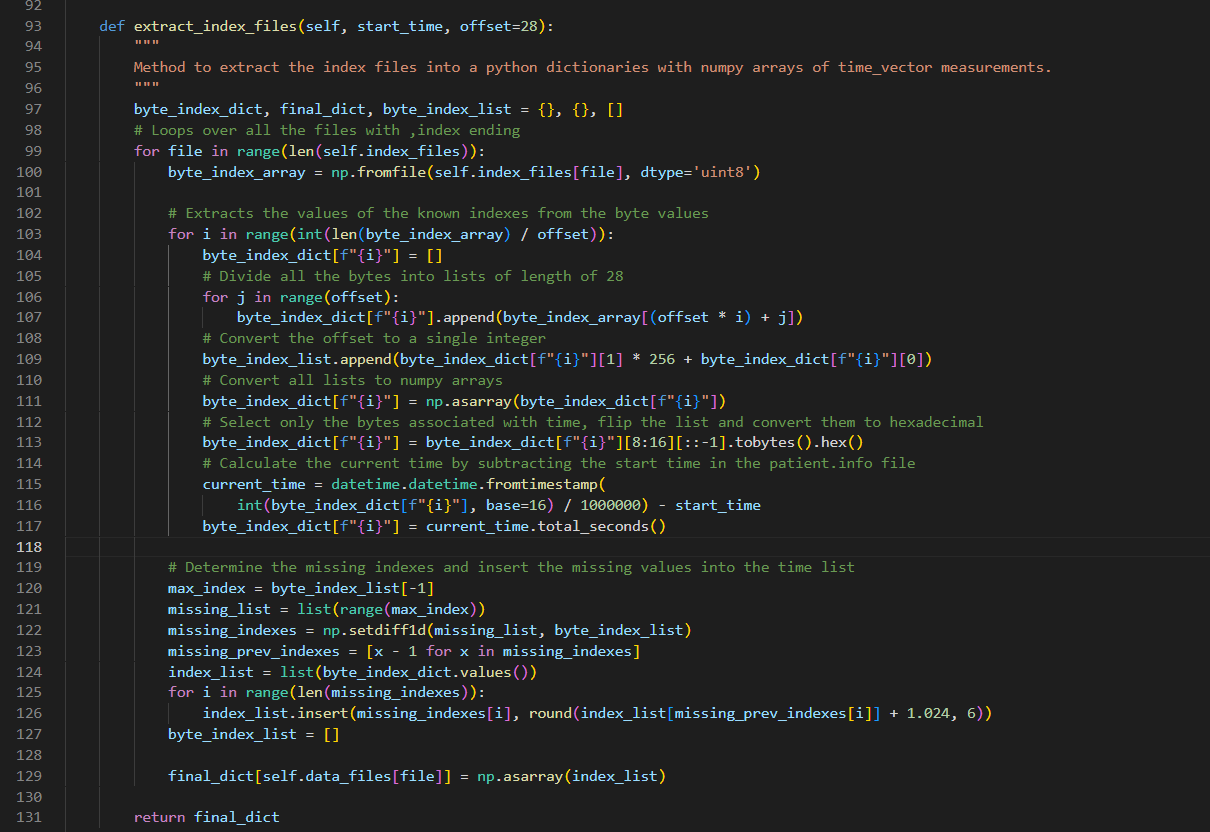 92
93 def extract_index_files(self, start_time, offset=28):
94 """
95 Method to extract the index files into a python dictionaries with numpy arrays of time_vector measurements.
96 """
97 byte_index_dict, final_dict, byte_index_list = {}, {}, []
98 # Loops over all the files with ,index ending
99 for file in range(len(self.index_files)):
100 byte_index_array = np.fromfile(self.index_files[file], dtype='uint8')
101
102 # Extracts the values of the known indexes from the byte values
103 for i in range(int(len(byte_index_array) / offset)):
104 byte_index_dict[f"{i}"] = []
105 # Divide all the bytes into lists of length of 28
106 for j in range(offset):
107 byte_index_dict[f"{i}"].append(byte_index_array[(offset * i) + j])
108 # Convert the offset to a single integer
109 byte_index_list.append(byte_index_dict[f"{i}"][1] * 256 + byte_index_dict[f"{i}"][0])
110 # Convert all lists to numpy arrays
111 byte_index_dict[f"{i}"] = np.asarray(byte_index_dict[f"{i}"])
112 # Select only the bytes associated with time, flip the list and convert them to hexadecimal
113 byte_index_dict[f"{i}"] = byte_index_dict[f"{i}"][8:16][::-1].tobytes().hex()
114 # Calculate the current time by subtracting the start time in the patient.info file
115 current_time = datetime.datetime.fromtimestamp(
116 int(byte_index_dict[f"{i}"], base=16) / 1000000) - start_time
117 byte_index_dict[f"{i}"] = current_time.total_seconds()
118
119 # Determine the missing indexes and insert the missing values into the time list
120 max_index = byte_index_list[-1]
121 missing_list = list(range(max_index))
122 missing_indexes = np.setdiff1d(missing_list, byte_index_list)
123 missing_prev_indexes = [x - 1 for x in missing_indexes]
124 index_list = list(byte_index_dict.values())
125 for i in range(len(missing_indexes)):
126 index_list.insert(missing_indexes[i], round(index_list[missing_prev_indexes[i]] + 1.024, 6))
127 byte_index_list = []
128
129 final_dict[self.data_files[file]] = np.asarray(index_list)
130
131 return final_dict